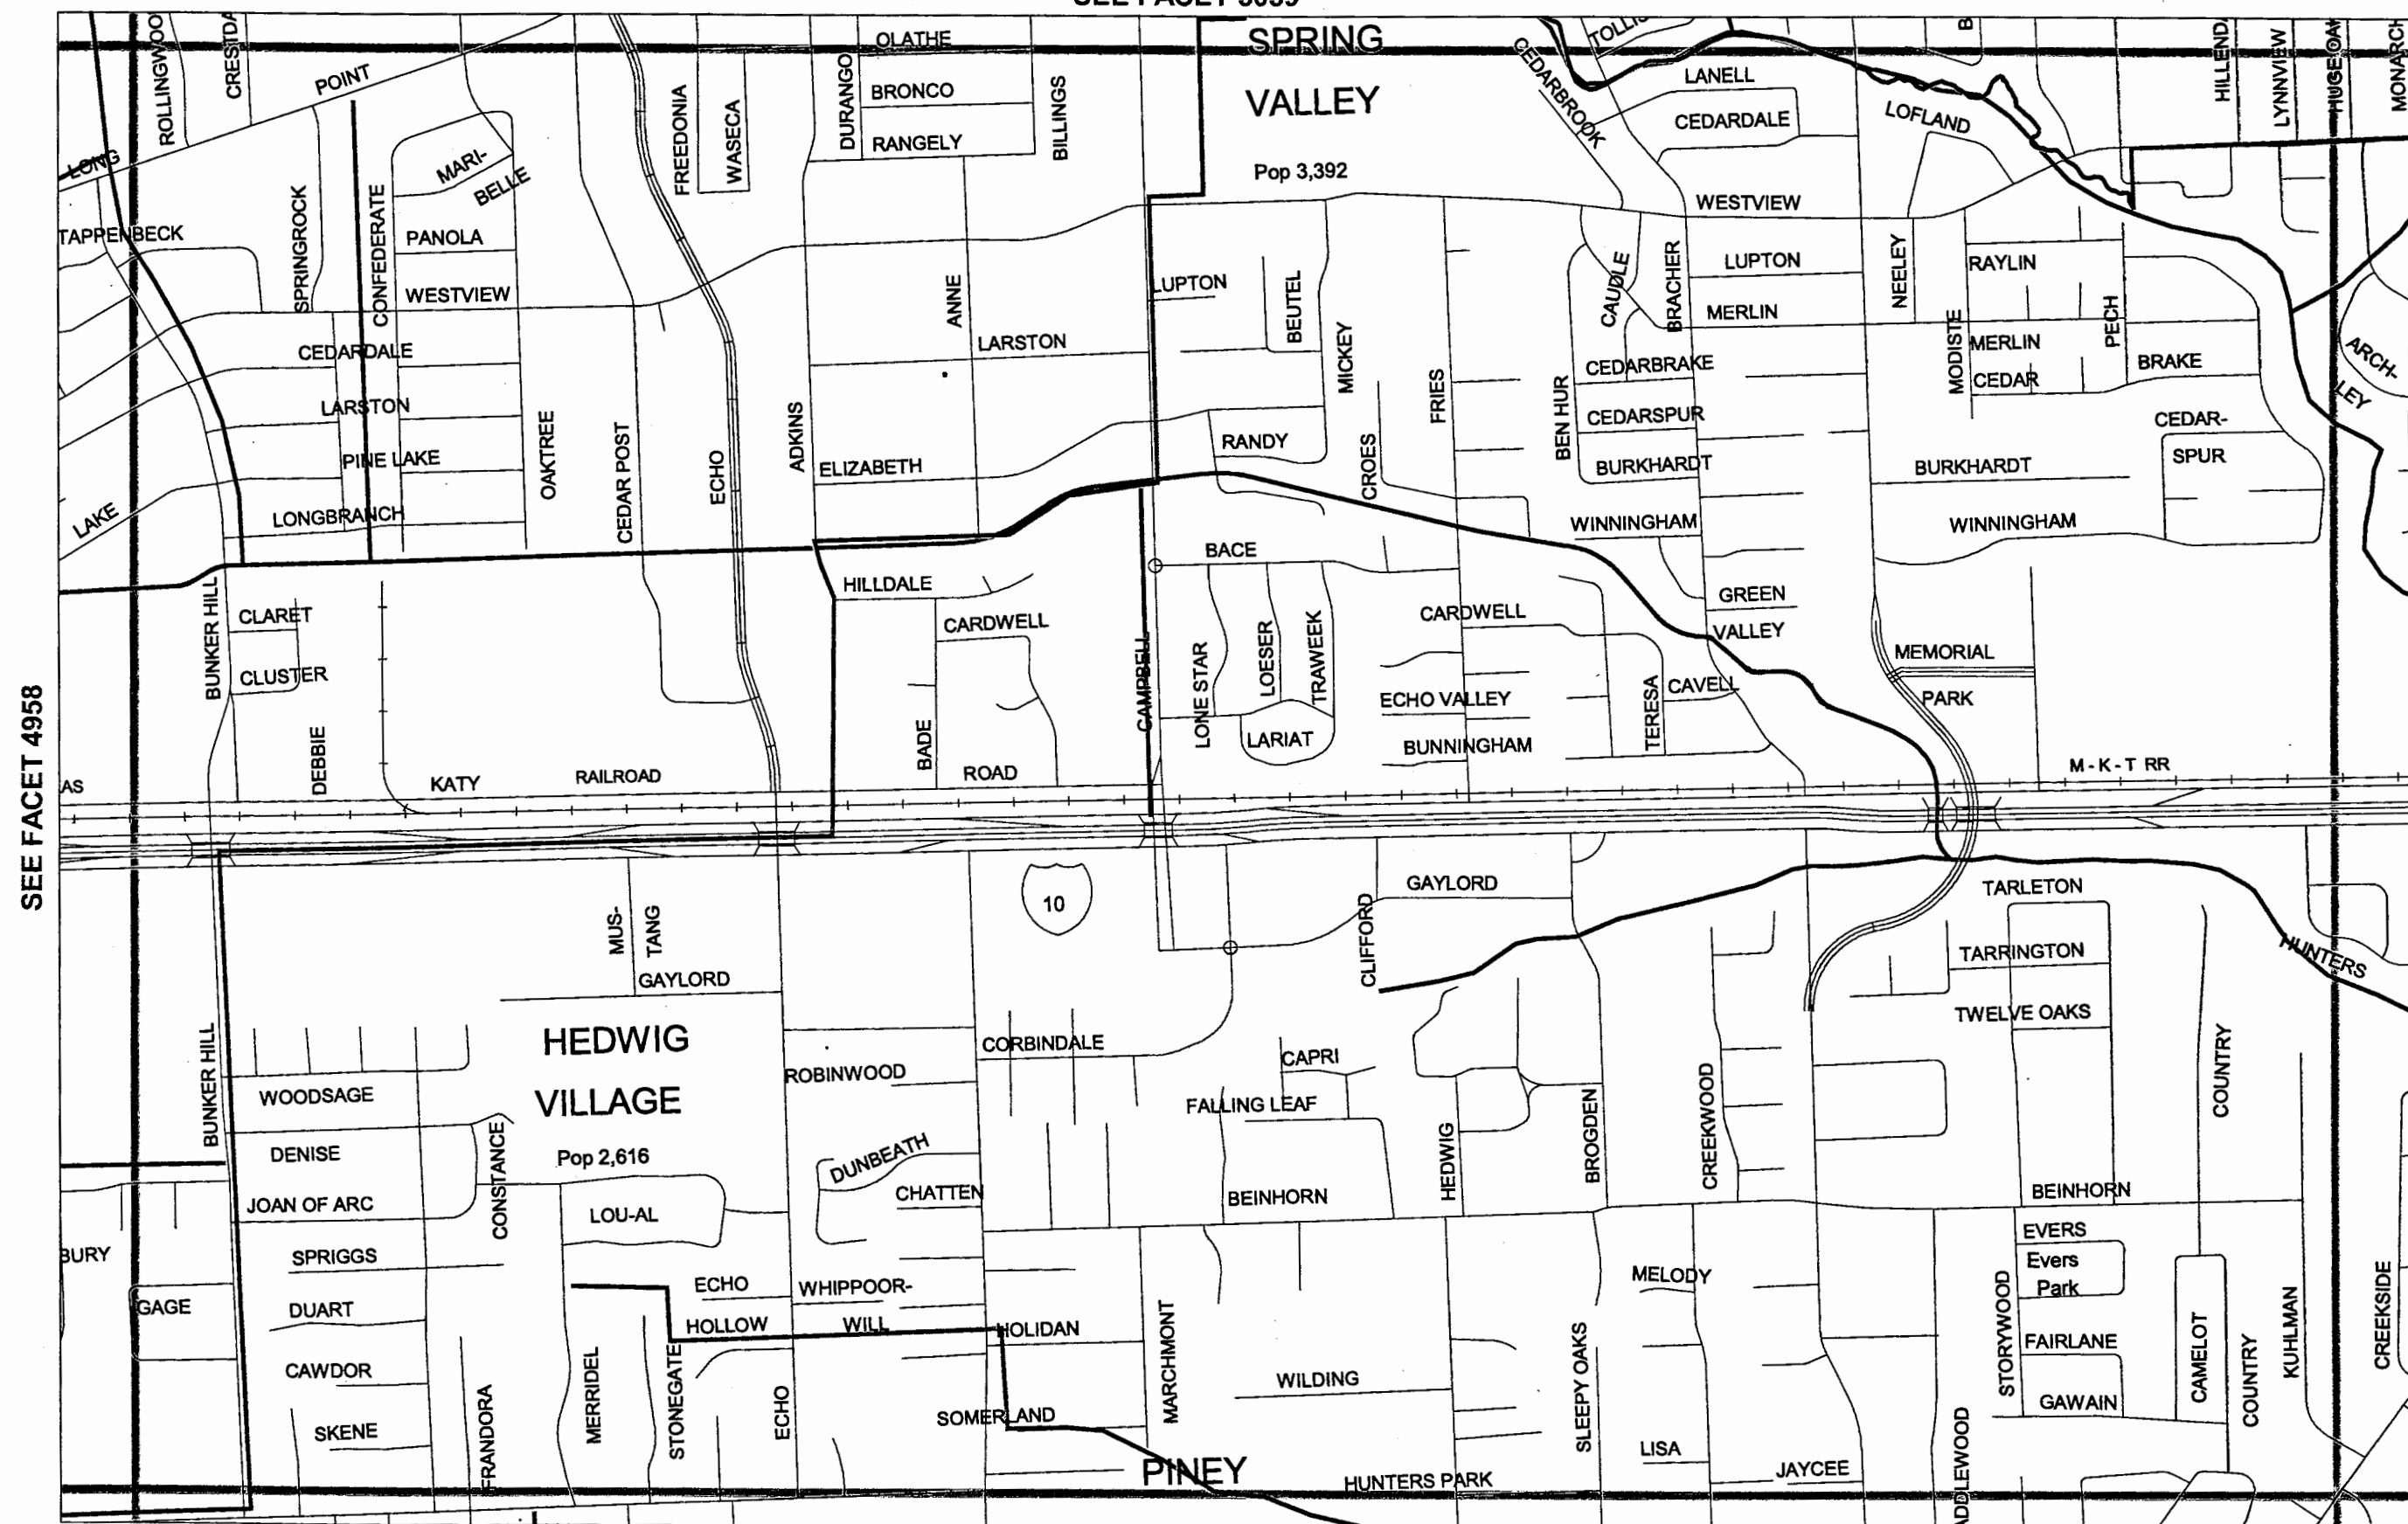 SPRING
VALLEY
Pop 3,392
OLATHE
BRONCO
RANGELY
DURANGO
BILLINGS
FREEDONIA
WASECA
POINT
LONG
MARI-
BELLE
TAPPENBECK
SPRINGROCK
CONFEDERATE
PANOLA
WESTVIEW
CEDARDALE
LARSTON
PINE LAKE
LONGBRANCH
LAKE
OAKTREE
CEDAR POST
ECHO
ADKINS
ELIZABETH
ANNE
LARSTON
LUPTON
BEUTEL
MICKEY
RANDY
CROES
FRIES
CEDARBROOK
LANELL
CEDARDALE
LOFLAND
WESTVIEW
CAUDLE
BRACHER
LUPTON
MERLIN
NEELEY
RAYLIN
MODISTE
MERLIN
PECH
CEDAR
BRAKE
BEN HUR
CEDARBRAKE
CEDARSPUR
BURKHARDT
WINNINGHAM
BURKHARDT
WINNINGHAM
CEDAR-
SPUR
LYNNVIEW
ARCH-
LEY
SEE FACET 4958
BUNKER HILL
CLARET
CLUSTER
DEBBIE
KATY
RAILROAD
ROAD
HILLDALE
CARDWELL
BADE
CAMPBELL
BACE
LONE STAR
LOESER
TRAWEEK
LARIAT
CARDWELL
ECHO VALLEY
BUNNINGHAM
TERESA
CAVELL
GREEN
VALLEY
MEMORIAL
PARK
M-K-T RR
10
MUS-
TANG
GAYLORD
HEDWIG
VILLAGE
Pop 2,616
BUNKER HILL
WOODSAGE
DENISE
JOAN OF ARC
SPRIGGS
DUART
CAWDOR
SKENE
CONSTANCE
LOU-AL
FRANDORA
MERRIDEL
STONEGATE
ECHO
HOLLOW
WHIPPOOR-
WILL
ECHO
ROBINWOOD
DUNBEATH
CHATTEN
CORBINDALE
HOLIDAN
SOMERLAND
MARCHMONT
PINEY
GAYLORD
CLIFFORD
CAPRI
FALLING LEAF
BEINHORN
HEDWIG
BROGDEN
CREEKWOOD
WILDING
HUNTERS PARK
SLEEPY OAKS
MELODY
LISA
JAYCEE
TARLETON
TARRINGTON
TWELVE OAKS
BEINHORN
EVERS
Evers
Park
STORYWOOD
FAIRLANE
GAWAIN
CAMELOT
COUNTRY
COUNTRY
KUHLMAN
CREEKSIDE
HUNTERS
GAGE
BURY